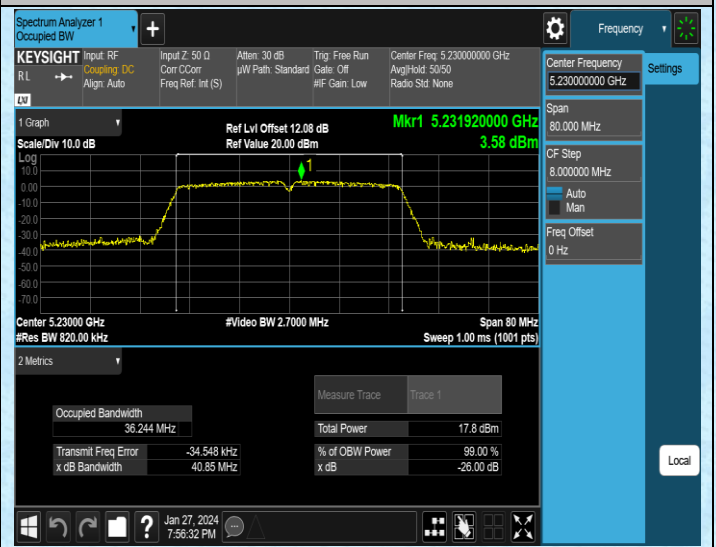 Spectrum Analyzer 1
Occupied BW
+
Frequency
KEYSIGHT Input: RF Input Z: 50 Ω Atten: 30 dB Trig: Free Run Center Freq: 5.230000000 GHz
RL Coupling: DC Corr CCorr µW Path: Standard Gate: Off Avg|Hold: 50/50
Align: Auto Freq Ref: Int (S) #IF Gain: Low Radio Std: None
LXI
1 Graph
Ref Lvl Offset 12.08 dB Mkr1 5.231920000 GHz
Scale/Div 10.0 dB Ref Value 20.00 dBm 3.58 dBm
Log
1
10.0
0.00
-10.0
-20.0
-30.0
-40.0
-50.0
-60.0
-70.0
Center 5.23000 GHz #Video BW 2.7000 MHz Span 80 MHz
#Res BW 820.00 kHz Sweep 1.00 ms (1001 pts)
2 Metrics
Measure Trace Trace 1
Occupied Bandwidth
36.244 MHz Total Power 17.8 dBm
Transmit Freq Error -34.548 kHz % of OBW Power 99.00 %
x dB Bandwidth 40.85 MHz x dB -26.00 dB
Center Frequency
5.230000000 GHz
Settings
Span
80.000 MHz
CF Step
8.000000 MHz
Auto
Man
Freq Offset
0 Hz
Local
? Jan 27, 2024
7:56:32 PM